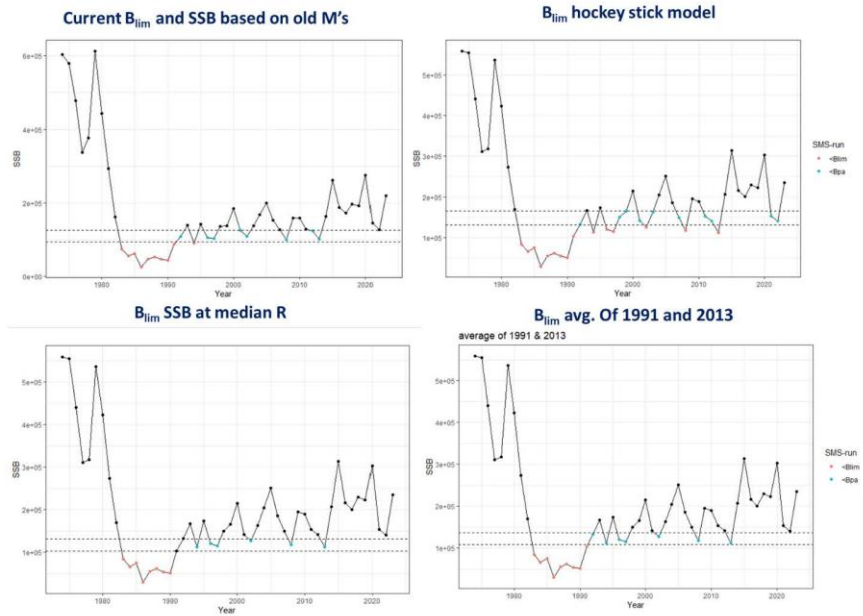 Current Blim and SSB based on old M's
6e+05
4e+05
2e+05
0e+00
SSB
1980
1990
2000
2010
2020
Year
Blim hockey stick model
5e+05
4e+05
3e+05
2e+05
1e+05
SSB
1980
1990
2000
2010
2020
Year
SMS-run
<Blim
<Bpa
Blim SSB at median R
5e+05
4e+05
3e+05
2e+05
1e+05
SSB
1980
1990
2000
2010
2020
Year
Blim avg. Of 1991 and 2013
average of 1991 & 2013
5e+05
4e+05
3e+05
2e+05
1e+05
SSB
1980
1990
2000
2010
2020
Year
SMS-run
<Blim
<Bpa